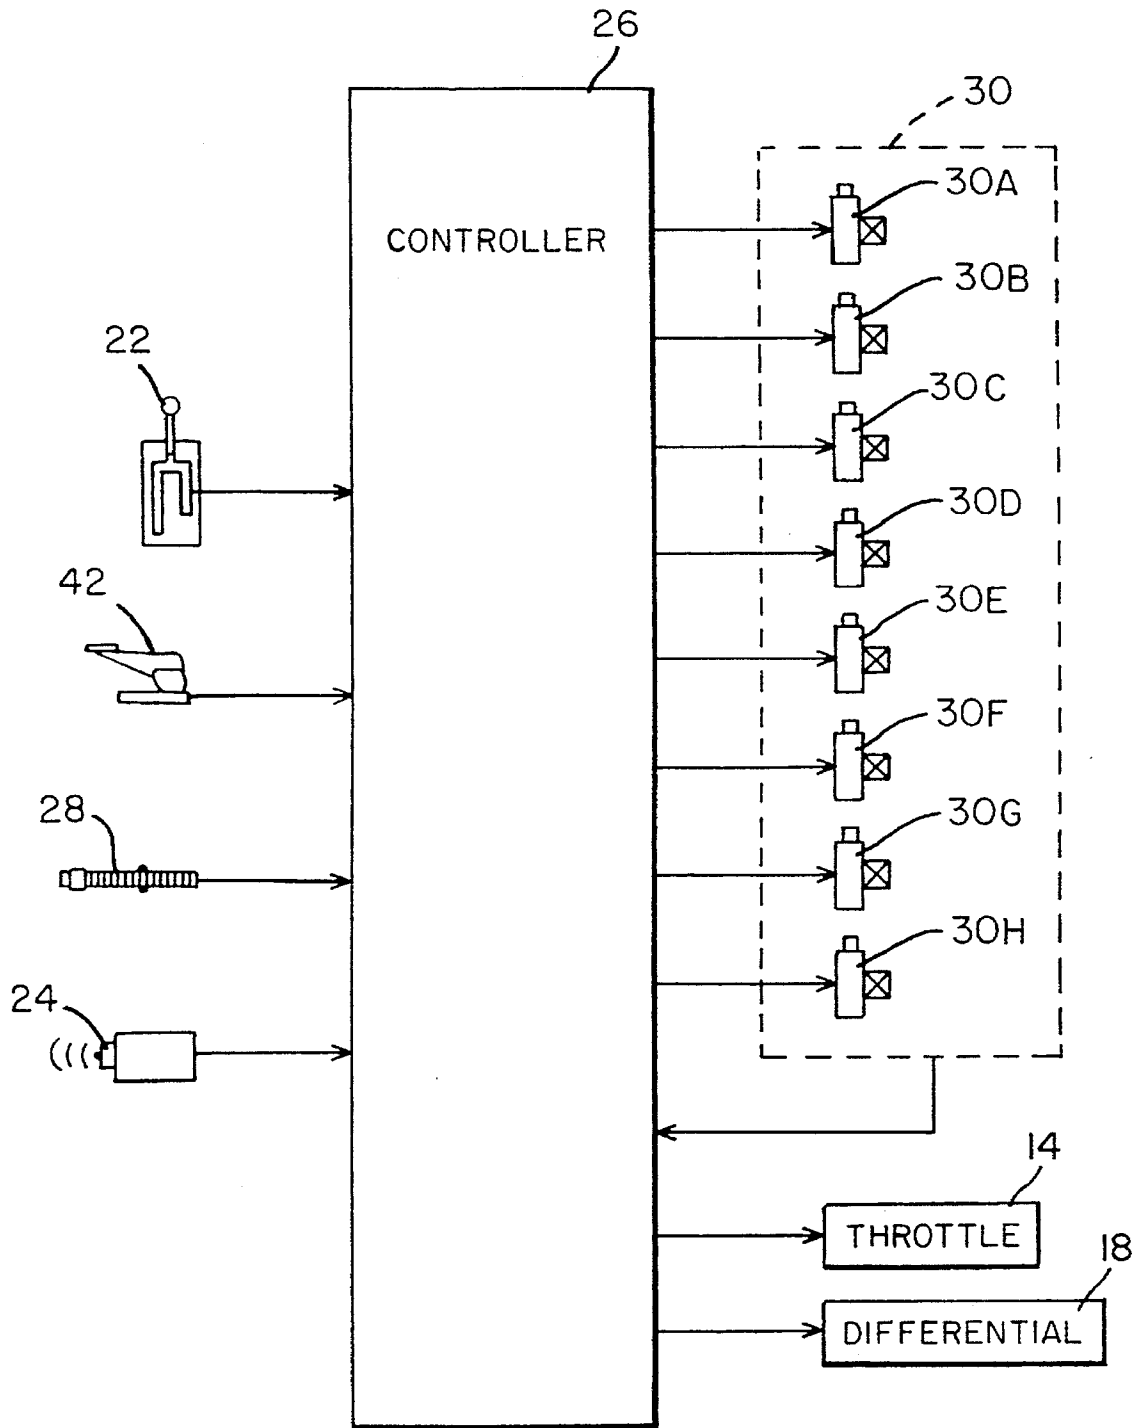 26
30
30A
CONTROLLER
30B
22
30C
30D
42
30E
30F
28
30G
30H
24
14
THROTTLE
18
DIFFERENTIAL